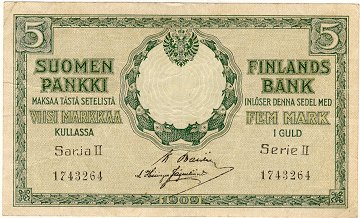 5 5
SUOMEN PANKKI
MAKSAA TÄSTÄ SETELISTÄ
VIISI MARKKAA
KULLASSA
Sarja II
1743264
FINLANDS BANK
INLÖSER DENNA SEDEL MED
FEM MARK
I GULD
Serie II
1743264
1909